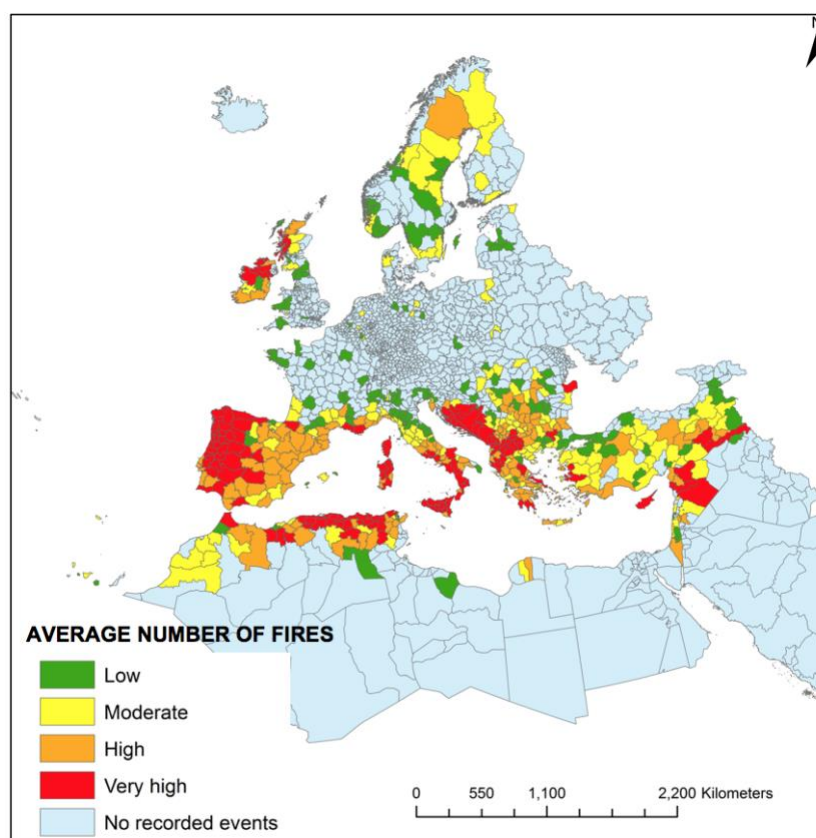 N
AVERAGE NUMBER OF FIRES
Low
Moderate
High
Very high
No recorded events
0 550 1,100 2,200 Kilometers